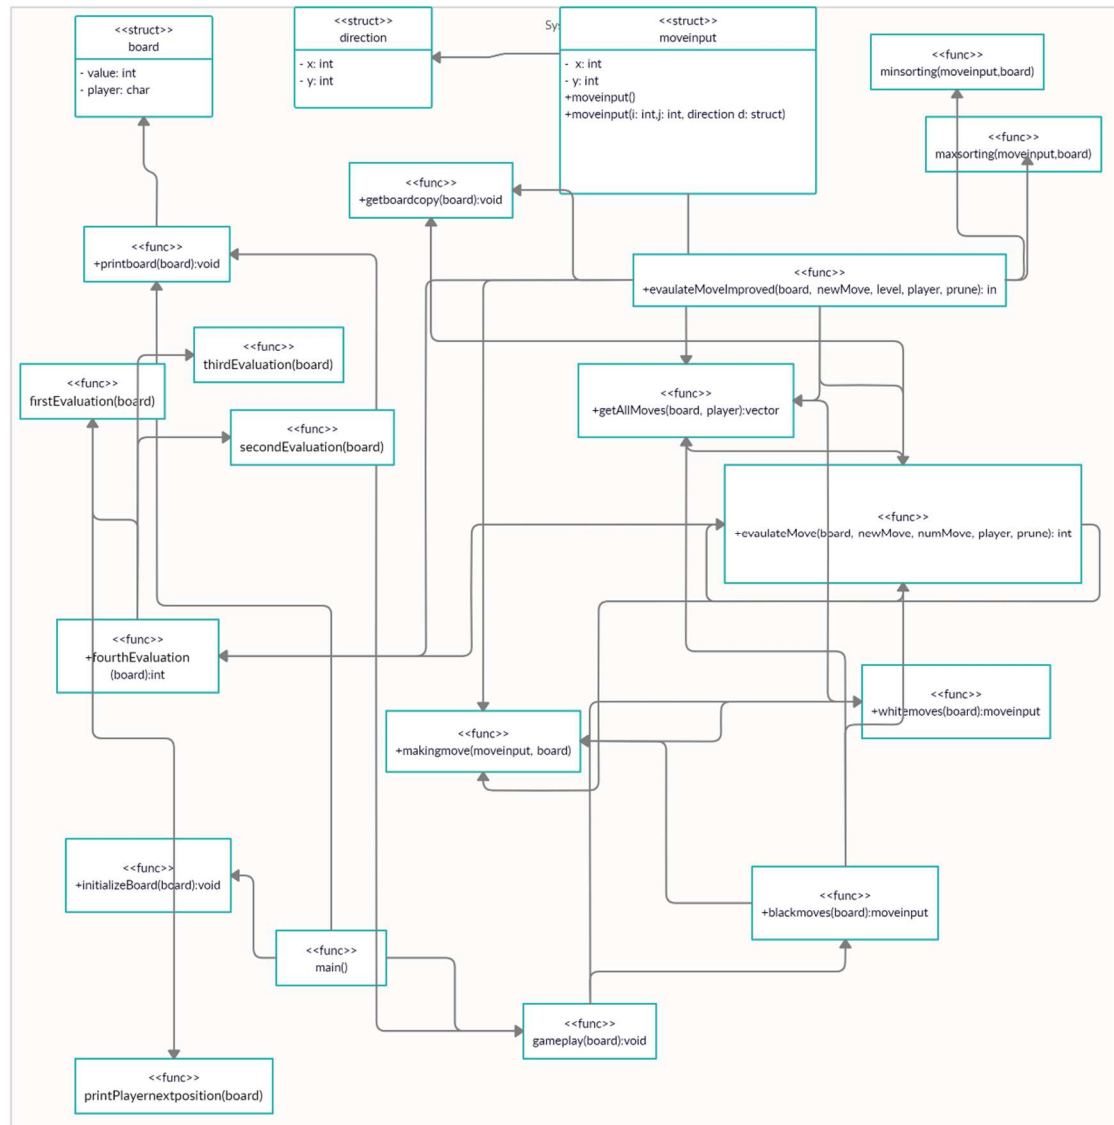 <<struct>>
board
- value: int
- player: char
<<struct>>
direction
- x: int
- y: int
Sys
<<struct>>
moveinput
- x: int
- y: int
+moveinput()
+moveinput(i: int,j: int, direction d: struct)
<<func>>
minsorting(moveinput,board)
<<func>>
maxsorting(moveinput,board)
<<func>>
+getboardcopy(board):void
<<func>>
+printboard(board):void
<<func>>
+evaulateMoveImproved(board, newMove, level, player, prune): in
<<func>>
thirdEvaluation(board)
<<func>>
firstEvaluation(board)
<<func>>
+getAllMoves(board, player):vector
<<func>>
secondEvaluation(board)
<<func>>
+evaulateMove(board, newMove, numMove, player, prune): int
<<func>>
+fourthEvaluation
(board):int
<<func>>
+whitemoves(board):moveinput
<<func>>
+makingmove(moveinput, board)
<<func>>
+initializeBoard(board):void
<<func>>
+blackmoves(board):moveinput
<<func>>
main()
<<func>>
gameplay(board):void
<<func>>
printPlayernextposition(board)